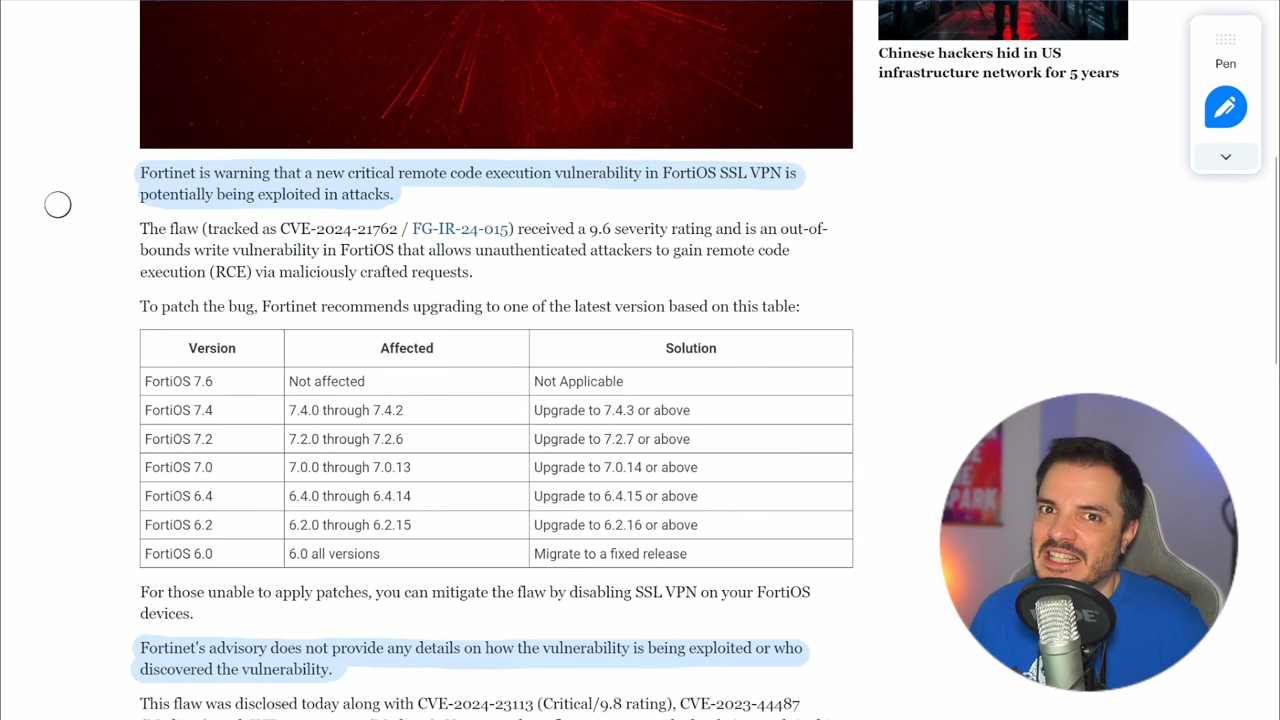 Chinese hackers hid in US
infrastructure network for 5 years
Pen
Fortinet is warning that a new critical remote code execution vulnerability in FortiOS SSL VPN is
potentially being exploited in attacks.
The flaw (tracked as CVE-2024-21762 / FG-IR-24-015) received a 9.6 severity rating and is an out-of-
bounds write vulnerability in FortiOS that allows unauthenticated attackers to gain remote code
execution (RCE) via maliciously crafted requests.
To patch the bug, Fortinet recommends upgrading to one of the latest version based on this table:
Version Affected Solution
FortiOS 7.6 Not affected Not Applicable
FortiOS 7.4 7.4.0 through 7.4.2 Upgrade to 7.4.3 or above
FortiOS 7.2 7.2.0 through 7.2.6 Upgrade to 7.2.7 or above
FortiOS 7.0 7.0.0 through 7.0.13 Upgrade to 7.0.14 or above
FortiOS 6.4 6.4.0 through 6.4.14 Upgrade to 6.4.15 or above
FortiOS 6.2 6.2.0 through 6.2.15 Upgrade to 6.2.16 or above
FortiOS 6.0 6.0 all versions Migrate to a fixed release
For those unable to apply patches, you can mitigate the flaw by disabling SSL VPN on your FortiOS
devices.
Fortinet's advisory does not provide any details on how the vulnerability is being exploited or who
discovered the vulnerability.
This flaw was disclosed today along with CVE-2024-23113 (Critical/9.8 rating), CVE-2023-44487